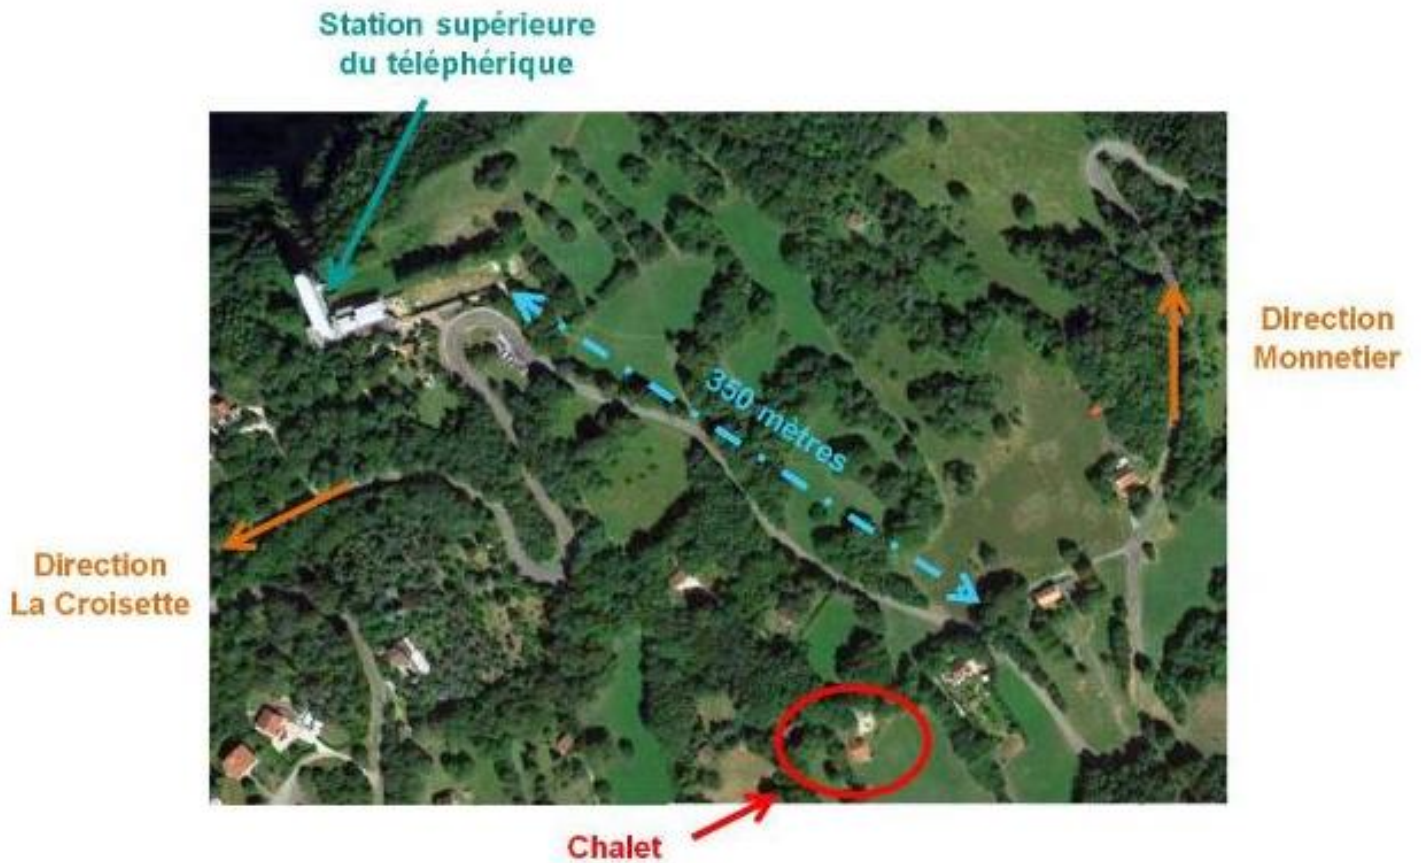 Station supérieure
du téléphérique
Direction
Monnetier
350 mètres
Direction
La Croisette
Chalet